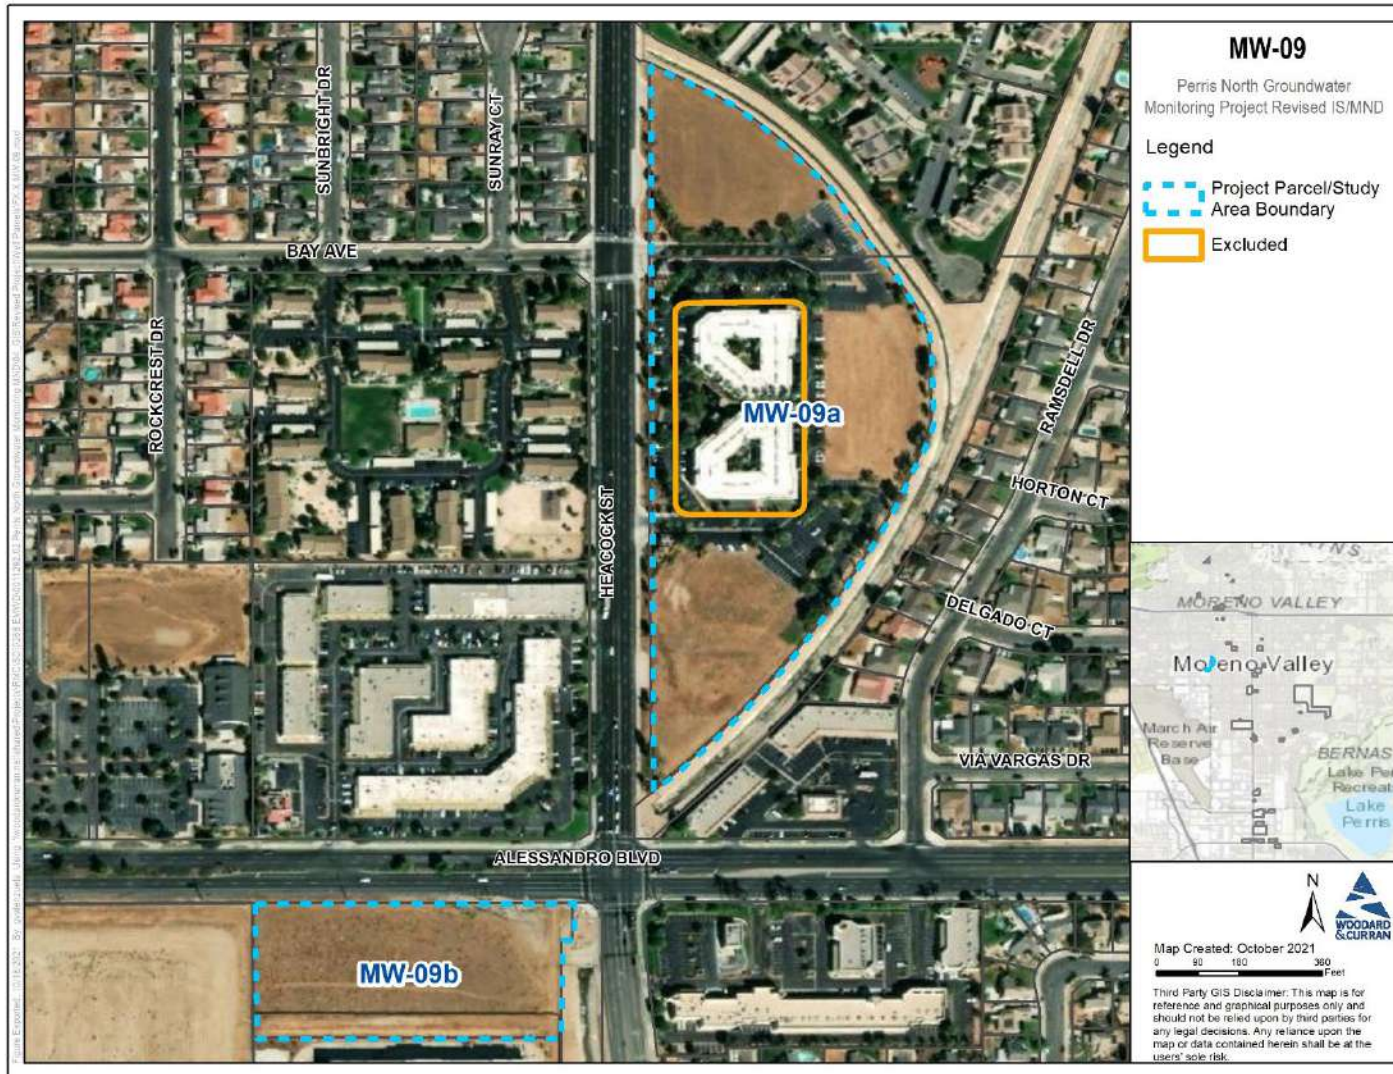 MW-09
Perris North Groundwater
Monitoring Project Revised IS/MND
Legend
Project Parcel/Study
Area Boundary
Excluded
SUNBRIGHT DR
SUNRAY CT
BAY AVE
ROCKCREST DR
HEACOCK ST
MW-09a
RAMSDELL DR
HORTON CT
DELGADO CT
VIA VARGAS DR
ALESSANDRO BLVD
MW-09b
MORENO VALLEY
Moreno Valley
March Air
Reserve
Base
BERNAS
Lake Per
Recreat
Lake
Perris
N
WOODARD
&CURRAN
Map Created: October 2021
0 90 180 360
Feet
Third Party GIS Disclaimer: This map is for
reference and graphical purposes only and
should not be relied upon by third parties for
any legal decisions. Any reliance upon the
map or data contained herein shall be at the
users' sole risk.